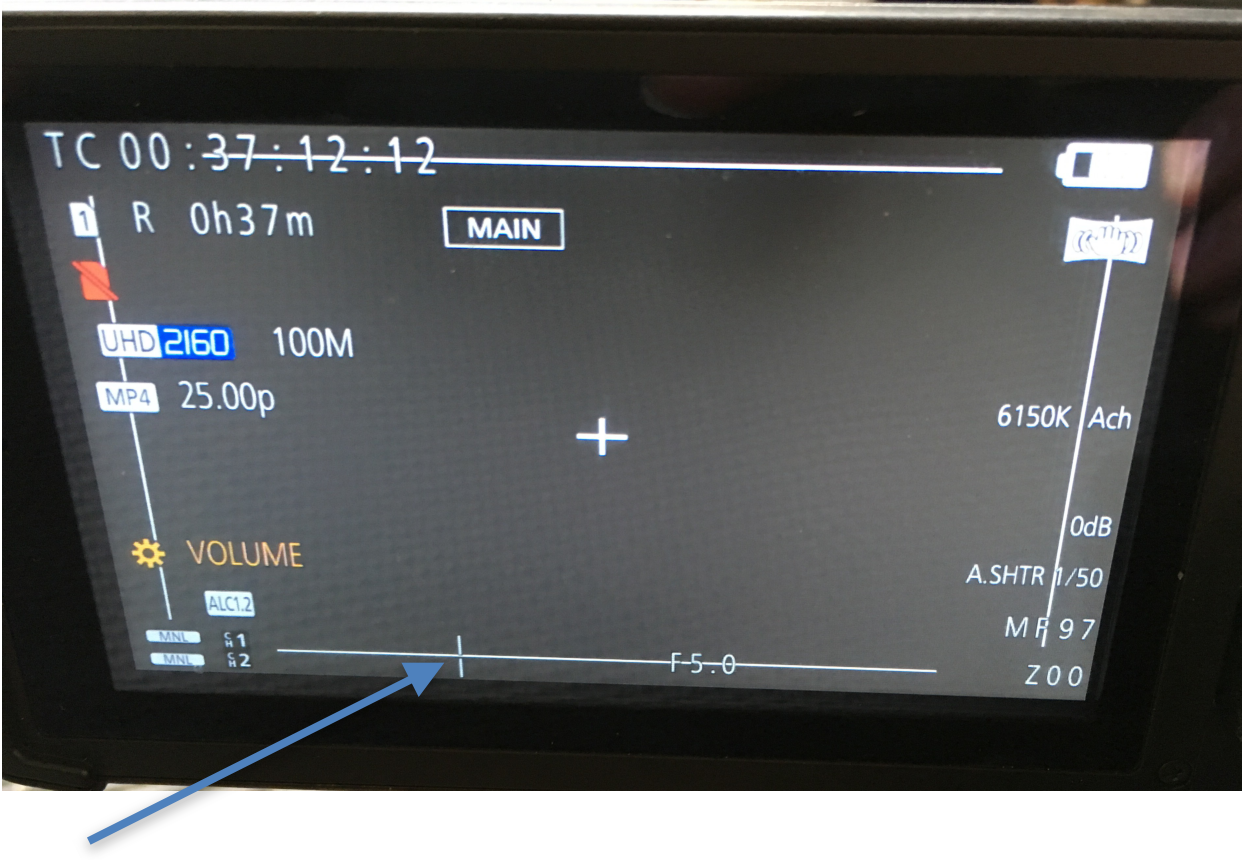 TC 00:37:12:12
1 R 0h37m MAIN
UHD 2160 100M
MP4 25.00p
6150K Ach
0dB
VOLUME
A.SHTR 1/50
ALC1.2
MF97
MNL CH1
MNL CH2
F5.0
Z00